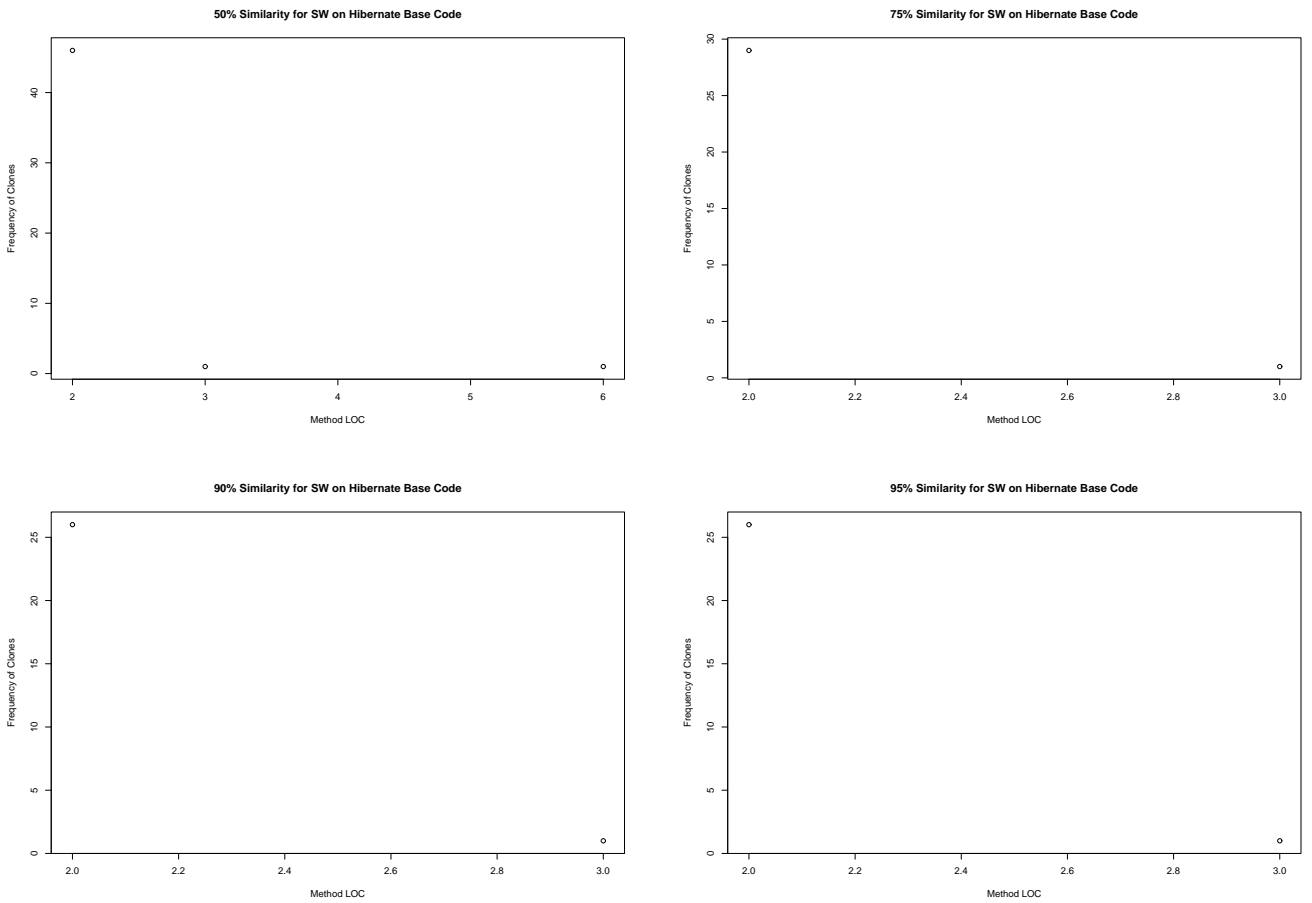 50% Similarity for SW on Hibernate Base Code
Frequency of Clones
40
30
20
10
0
2 3 4 5 6
Method LOC
75% Similarity for SW on Hibernate Base Code
Frequency of Clones
30
25
20
15
10
5
0
2.0 2.2 2.4 2.6 2.8 3.0
Method LOC
90% Similarity for SW on Hibernate Base Code
Frequency of Clones
25
20
15
10
5
0
2.0 2.2 2.4 2.6 2.8 3.0
Method LOC
95% Similarity for SW on Hibernate Base Code
Frequency of Clones
25
20
15
10
5
0
2.0 2.2 2.4 2.6 2.8 3.0
Method LOC